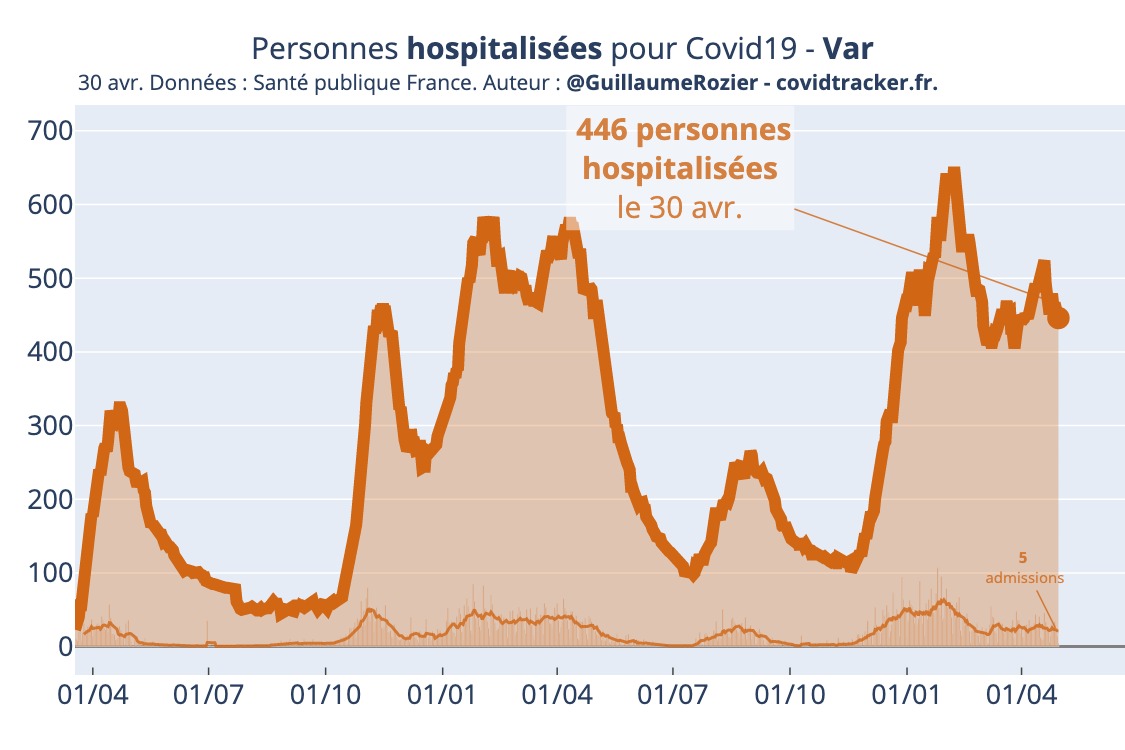 Personnes hospitalisées pour Covid19 - Var
30 avr. Données : Santé publique France. Auteur : @GuillaumeRozier - covidtracker.fr.
446 personnes
hospitalisées
le 30 avr.
700
600
500
400
300
200
100
0
5
admissions
01/04 01/07 01/10 01/01 01/04 01/07 01/10 01/01 01/04